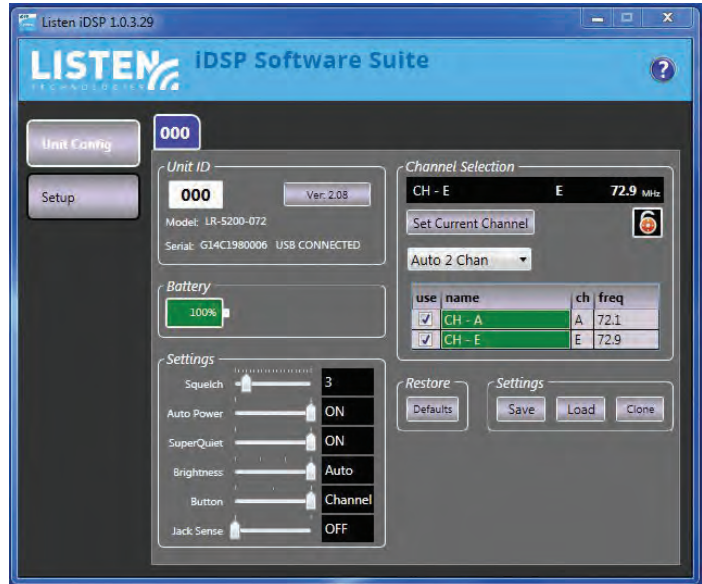 Listen iDSP 1.0.3.29
LISTEN
TECHNOLOGIES
iDSP Software Suite
?
Unit Config
Setup
000
Unit ID
000
Ver: 2.08
Model: LR-5200-072
Serial: G14C1980006 USB CONNECTED
Battery
100%
Settings
Squelch 3
Auto Power ON
SuperQuiet ON
Brightness Auto
Button Channel
Jack Sense OFF
Channel Selection
CH - E E 72.9 MHz
Set Current Channel
Auto 2 Chan
use name ch freq
CH - A A 72.1
CH - E E 72.9
Restore
Defaults
Settings
Save Load Clone